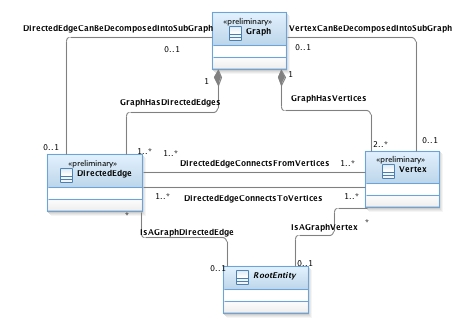 «preliminary»
DirectedEdgeCanBeDecomposedIntoSubGraph
Graph
VertexCanBeDecomposedIntoSubGraph
0..1
0..1
1
1
GraphHasDirectedEdges
GraphHasVertices
0..1
1..*
1..*
2..*
0..1
«preliminary»
DirectedEdge
DirectedEdgeConnectsFromVertices
1..*
«preliminary»
Vertex
1..*
DirectedEdgeConnectsToVertices
1..*
*
IsAGraphDirectedEdge
IsAGraphVertex
*
0..1
0..1
RootEntity